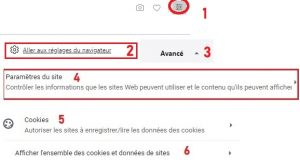 1
Aller aux réglages du navigateur 2
Avancé 3
Paramètres du site 4
Contrôler les informations que les sites Web peuvent utiliser et le contenu qu'ils peuvent afficher
Cookies 5
Autoriser les sites à enregistrer/lire les données de cookies
6
Afficher l'ensemble des cookies et données de sites